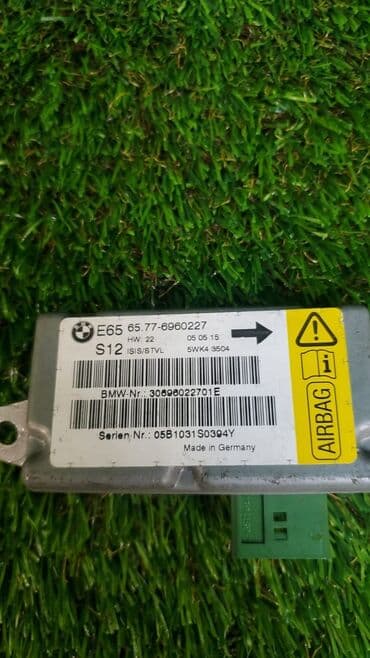 E65 65.77-6960227
HW: 22 05 05 15
S12 ISIS/STVL 5WK4 3504
BMW-Nr.: 30696022701E
Serien Nr.: 05B1031S0394Y
Made in Germany
AIRBAG